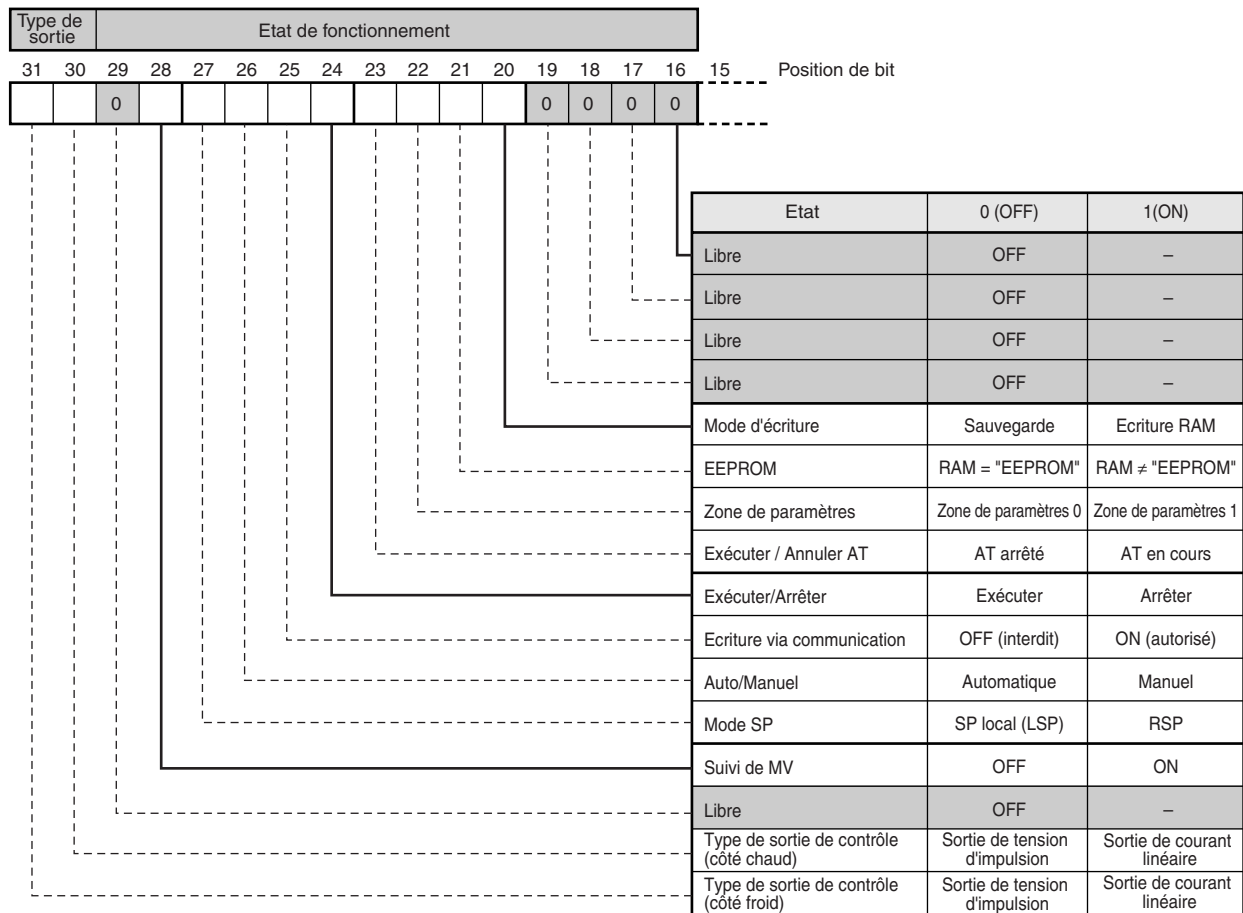 Type de sortie
Etat de fonctionnement
31 30 29 28 27 26 25 24 23 22 21 20 19 18 17 16 15 Position de bit
0 0 0 0 0
Etat 0 (OFF) 1(ON)
Libre OFF –
Libre OFF –
Libre OFF –
Libre OFF –
Mode d'écriture Sauvegarde Ecriture RAM
EEPROM RAM = "EEPROM" RAM ≠ "EEPROM"
Zone de paramètres Zone de paramètres 0 Zone de paramètres 1
Exécuter / Annuler AT AT arrêté AT en cours
Exécuter/Arrêter Exécuter Arrêter
Ecriture via communication OFF (interdit) ON (autorisé)
Auto/Manuel Automatique Manuel
Mode SP SP local (LSP) RSP
Suivi de MV OFF ON
Libre OFF –
Type de sortie de contrôle (côté chaud) Sortie de tension d'impulsion Sortie de courant linéaire
Type de sortie de contrôle (côté froid) Sortie de tension d'impulsion Sortie de courant linéaire